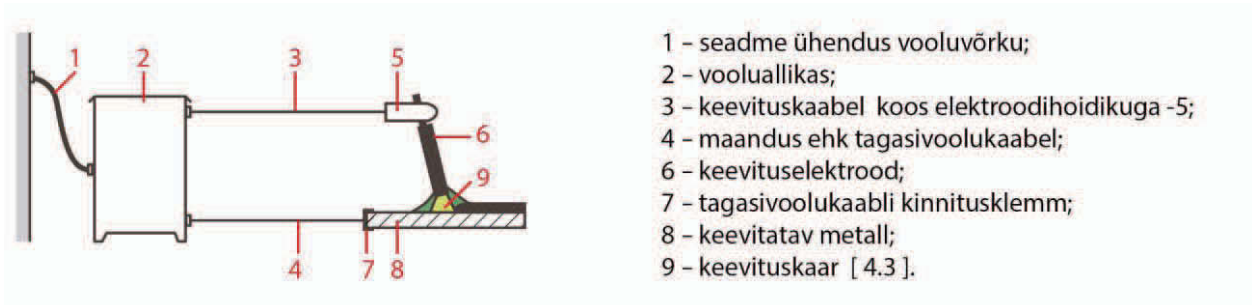 1
2
3
5
6
9
4
7
8
1 – seadme ühendus vooluvõrku;
2 – vooluallikas;
3 – keevituskaabel koos elektroodihoidikuga -5;
4 – maandus ehk tagasivoolukaabel;
6 – keevituselektrood;
7 – tagasivoolukaabli kinnitusklemm;
8 – keevitatav metall;
9 – keevituskaar [ 4.3 ].